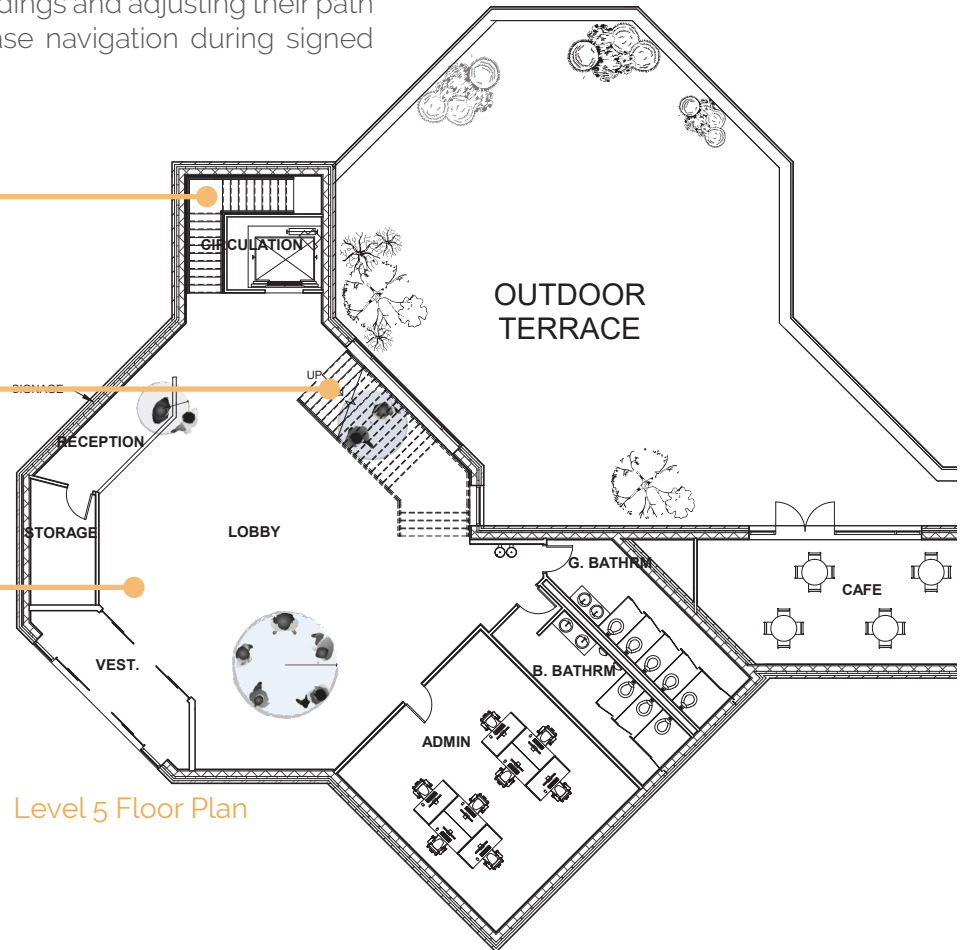 dings and adjusting their path
ase navigation during signed
CIRCULATION
OUTDOOR
TERRACE
UP
SIGNAGE
RECEPTION
STORAGE
LOBBY
G. BATHRM
CAFE
B. BATHRM
VEST.
ADMIN
Level 5 Floor Plan